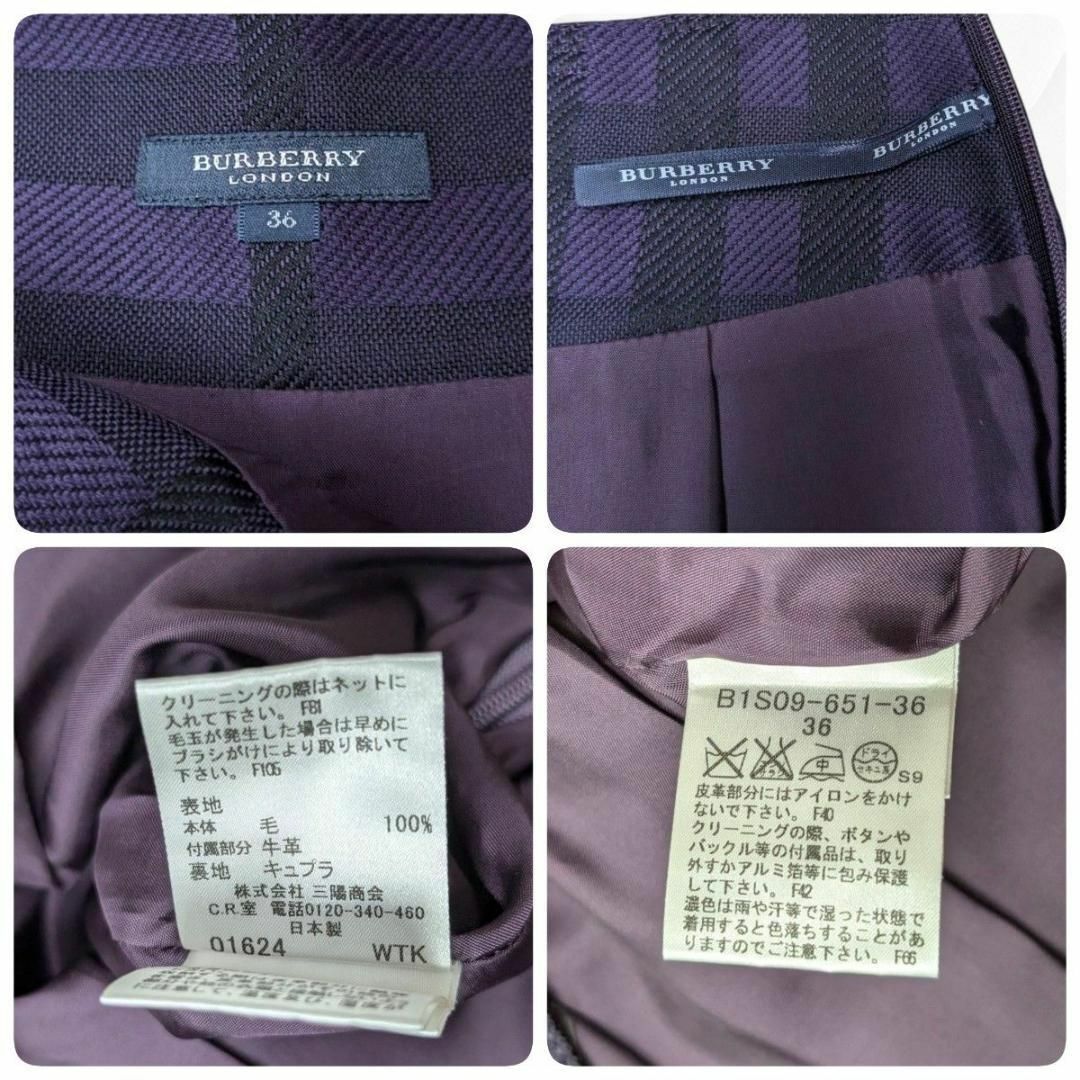 BURBERRY
LONDON
36
BURBERRY
LONDON
BURBERRY
LONDON
クリーニングの際はネットに
入れて下さい。 F81
毛玉が発生した場合は早めに
ブラシがけにより取り除いて
下さい。 F105
表地
本体 毛 100%
付属部分 牛革
裏地 キュプラ
株式会社 三陽商会
C.R.室 電話0120-340-460
日本製
01624 WTK
B1S09-651-36
36
中 ドライ セキユ系 S9
皮革部分にはアイロンをかけ
ないで下さい。 F40
クリーニングの際、ボタンや
バックル等の付属品は、取り
外すかアルミ箔等に包み保護
して下さい。 F42
濃色は雨や汗等で湿った状態で
着用すると色落ちすることがあ
りますのでご注意下さい。 F66